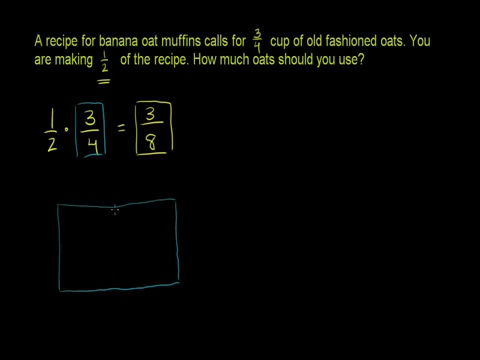 A recipe for banana oat muffins calls for 3/4 cup of old fashioned oats. You
are making 1/2 of the recipe. How much oats should you use?
1/2 · 3/4 = 3/8